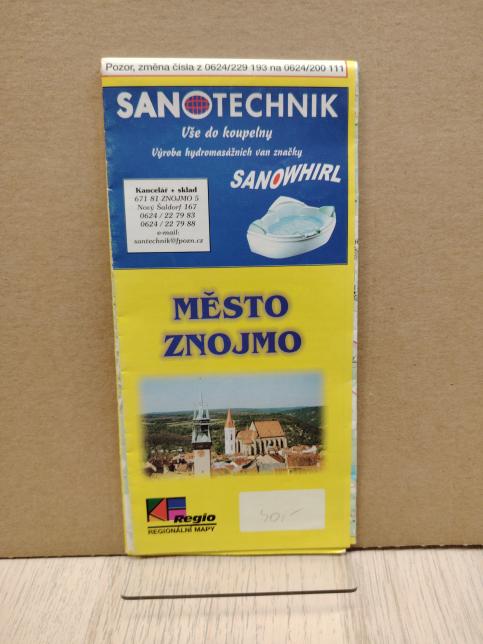 Pozor, změna čísla z 0624/229 193 na 0624/200 111
SANOTECHNIK
Vše do koupelny
Výroba hydromasážních van značky
SANOWHIRL
Kancelář + sklad
671 81 ZNOJMO 5
Nový Šaldorf 167
0624 / 22 79 83
0624 / 22 79 88
e-mail:
santechnik@fpozn.cz
MĚSTO
ZNOJMO
Regio
REGIONÁLNÍ MAPY
40,-